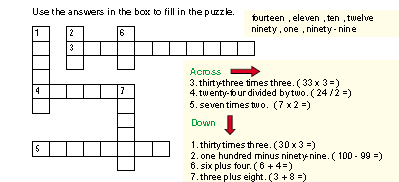 Use the answers in the box to fill in the puzzle.
fourteen , eleven , ten , twelve
ninety , one , ninety - nine
1 2 6
3
4 7
5
Across
3. thirty-three times three. ( 33 x 3 = )
4. twenty-four divided by two. ( 24 / 2 = )
5. seven times two. ( 7 x 2 = )
Down
1. thirty times three. ( 30 x 3 = )
2. one hundred minus ninety-nine. ( 100 - 99 = )
6. six plus four. ( 6 + 4 = )
7. three plus eight. ( 3 + 8 = )